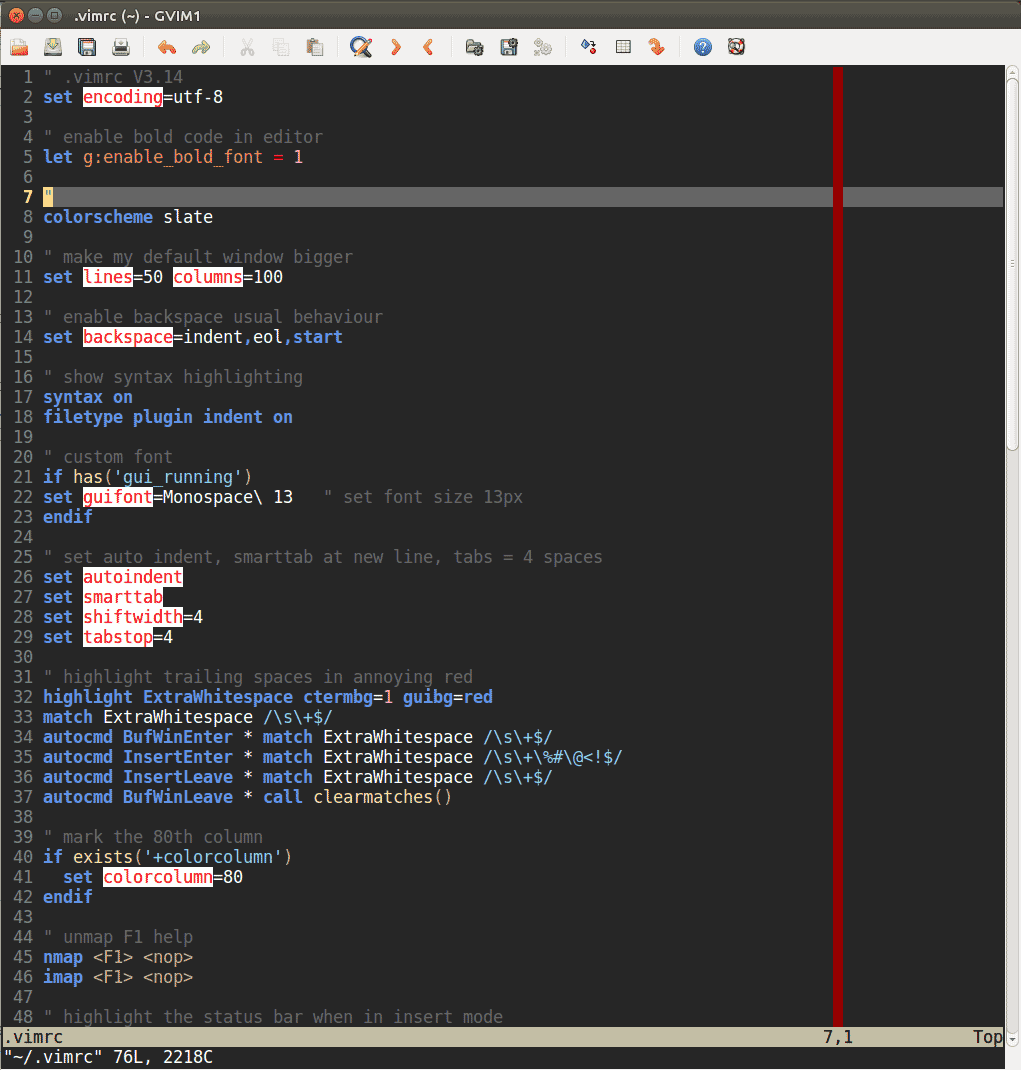 .vimrc (~) - GVIM1
1 " .vimrc V3.14
2 set encoding=utf-8
3
4 " enable bold code in editor
5 let g:enable_bold_font = 1
6
7 "
8 colorscheme slate
9
10 " make my default window bigger
11 set lines=50 columns=100
12
13 " enable backspace usual behaviour
14 set backspace=indent,eol,start
15
16 " show syntax highlighting
17 syntax on
18 filetype plugin indent on
19
20 " custom font
21 if has('gui_running')
22 set guifont=Monospace\ 13   " set font size 13px
23 endif
24
25 " set auto indent, smarttab at new line, tabs = 4 spaces
26 set autoindent
27 set smarttab
28 set shiftwidth=4
29 set tabstop=4
30
31 " highlight trailing spaces in annoying red
32 highlight ExtraWhitespace ctermbg=1 guibg=red
33 match ExtraWhitespace /\s\+$/
34 autocmd BufWinEnter * match ExtraWhitespace /\s\+$/
35 autocmd InsertEnter * match ExtraWhitespace /\s\+\%#\@<!$/
36 autocmd InsertLeave * match ExtraWhitespace /\s\+$/
37 autocmd BufWinLeave * call clearmatches()
38
39 " mark the 80th column
40 if exists('+colorcolumn')
41   set colorcolumn=80
42 endif
43
44 " unmap F1 help
45 nmap <F1> <nop>
46 imap <F1> <nop>
47
48 " highlight the status bar when in insert mode
.vimrc 7,1 Top
"~/.vimrc" 76L, 2218C